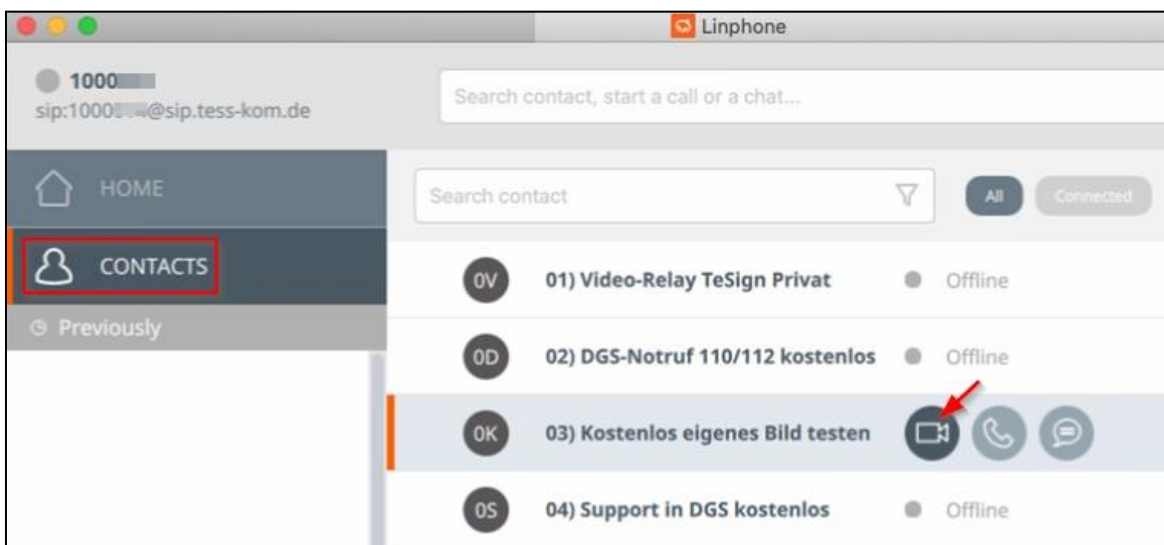 Linphone
1000
sip:1000 @sip.tess-kom.de
Search contact, start a call or a chat...
HOME
Search contact
All
Connected
CONTACTS
0V 01) Video-Relay TeSign Privat Offline
Previously
0D 02) DGS-Notruf 110/112 kostenlos Offline
0K 03) Kostenlos eigenes Bild testen
0S 04) Support in DGS kostenlos Offline